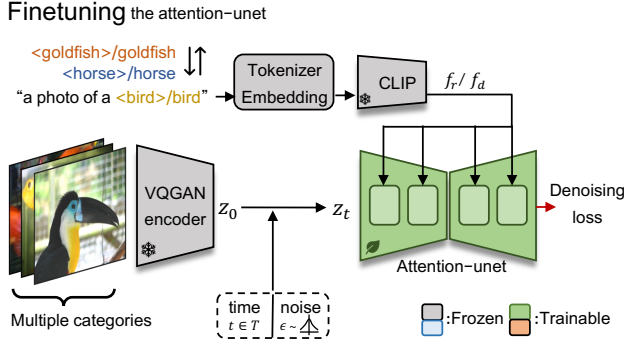 Finetuning the attention-unet
<goldfish>/goldfish
<horse>/horse
"a photo of a <bird>/bird"
Tokenizer
Embedding
CLIP
f_r / f_d
VQGAN
encoder
z_0
z_t
Denoising
loss
Attention-unet
time
t ∈ T
noise
ϵ ~
Multiple categories
:Frozen
:Trainable